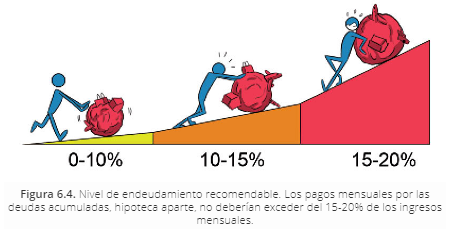 0-10%
10-15%
15-20%
Figura 6.4. Nivel de endeudamiento recomendable. Los pagos mensuales por las
deudas acumuladas, hipoteca aparte, no deberían exceder del 15-20% de los ingresos
mensuales.